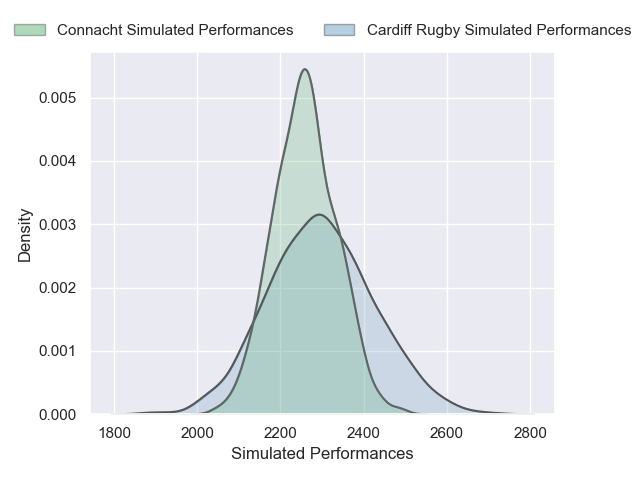 Connacht Simulated Performances Cardiff Rugby Simulated Performances
0.005
0.004
0.003
0.002
0.001
0.000
Density
1800 2000 2200 2400 2600 2800
Simulated Performances